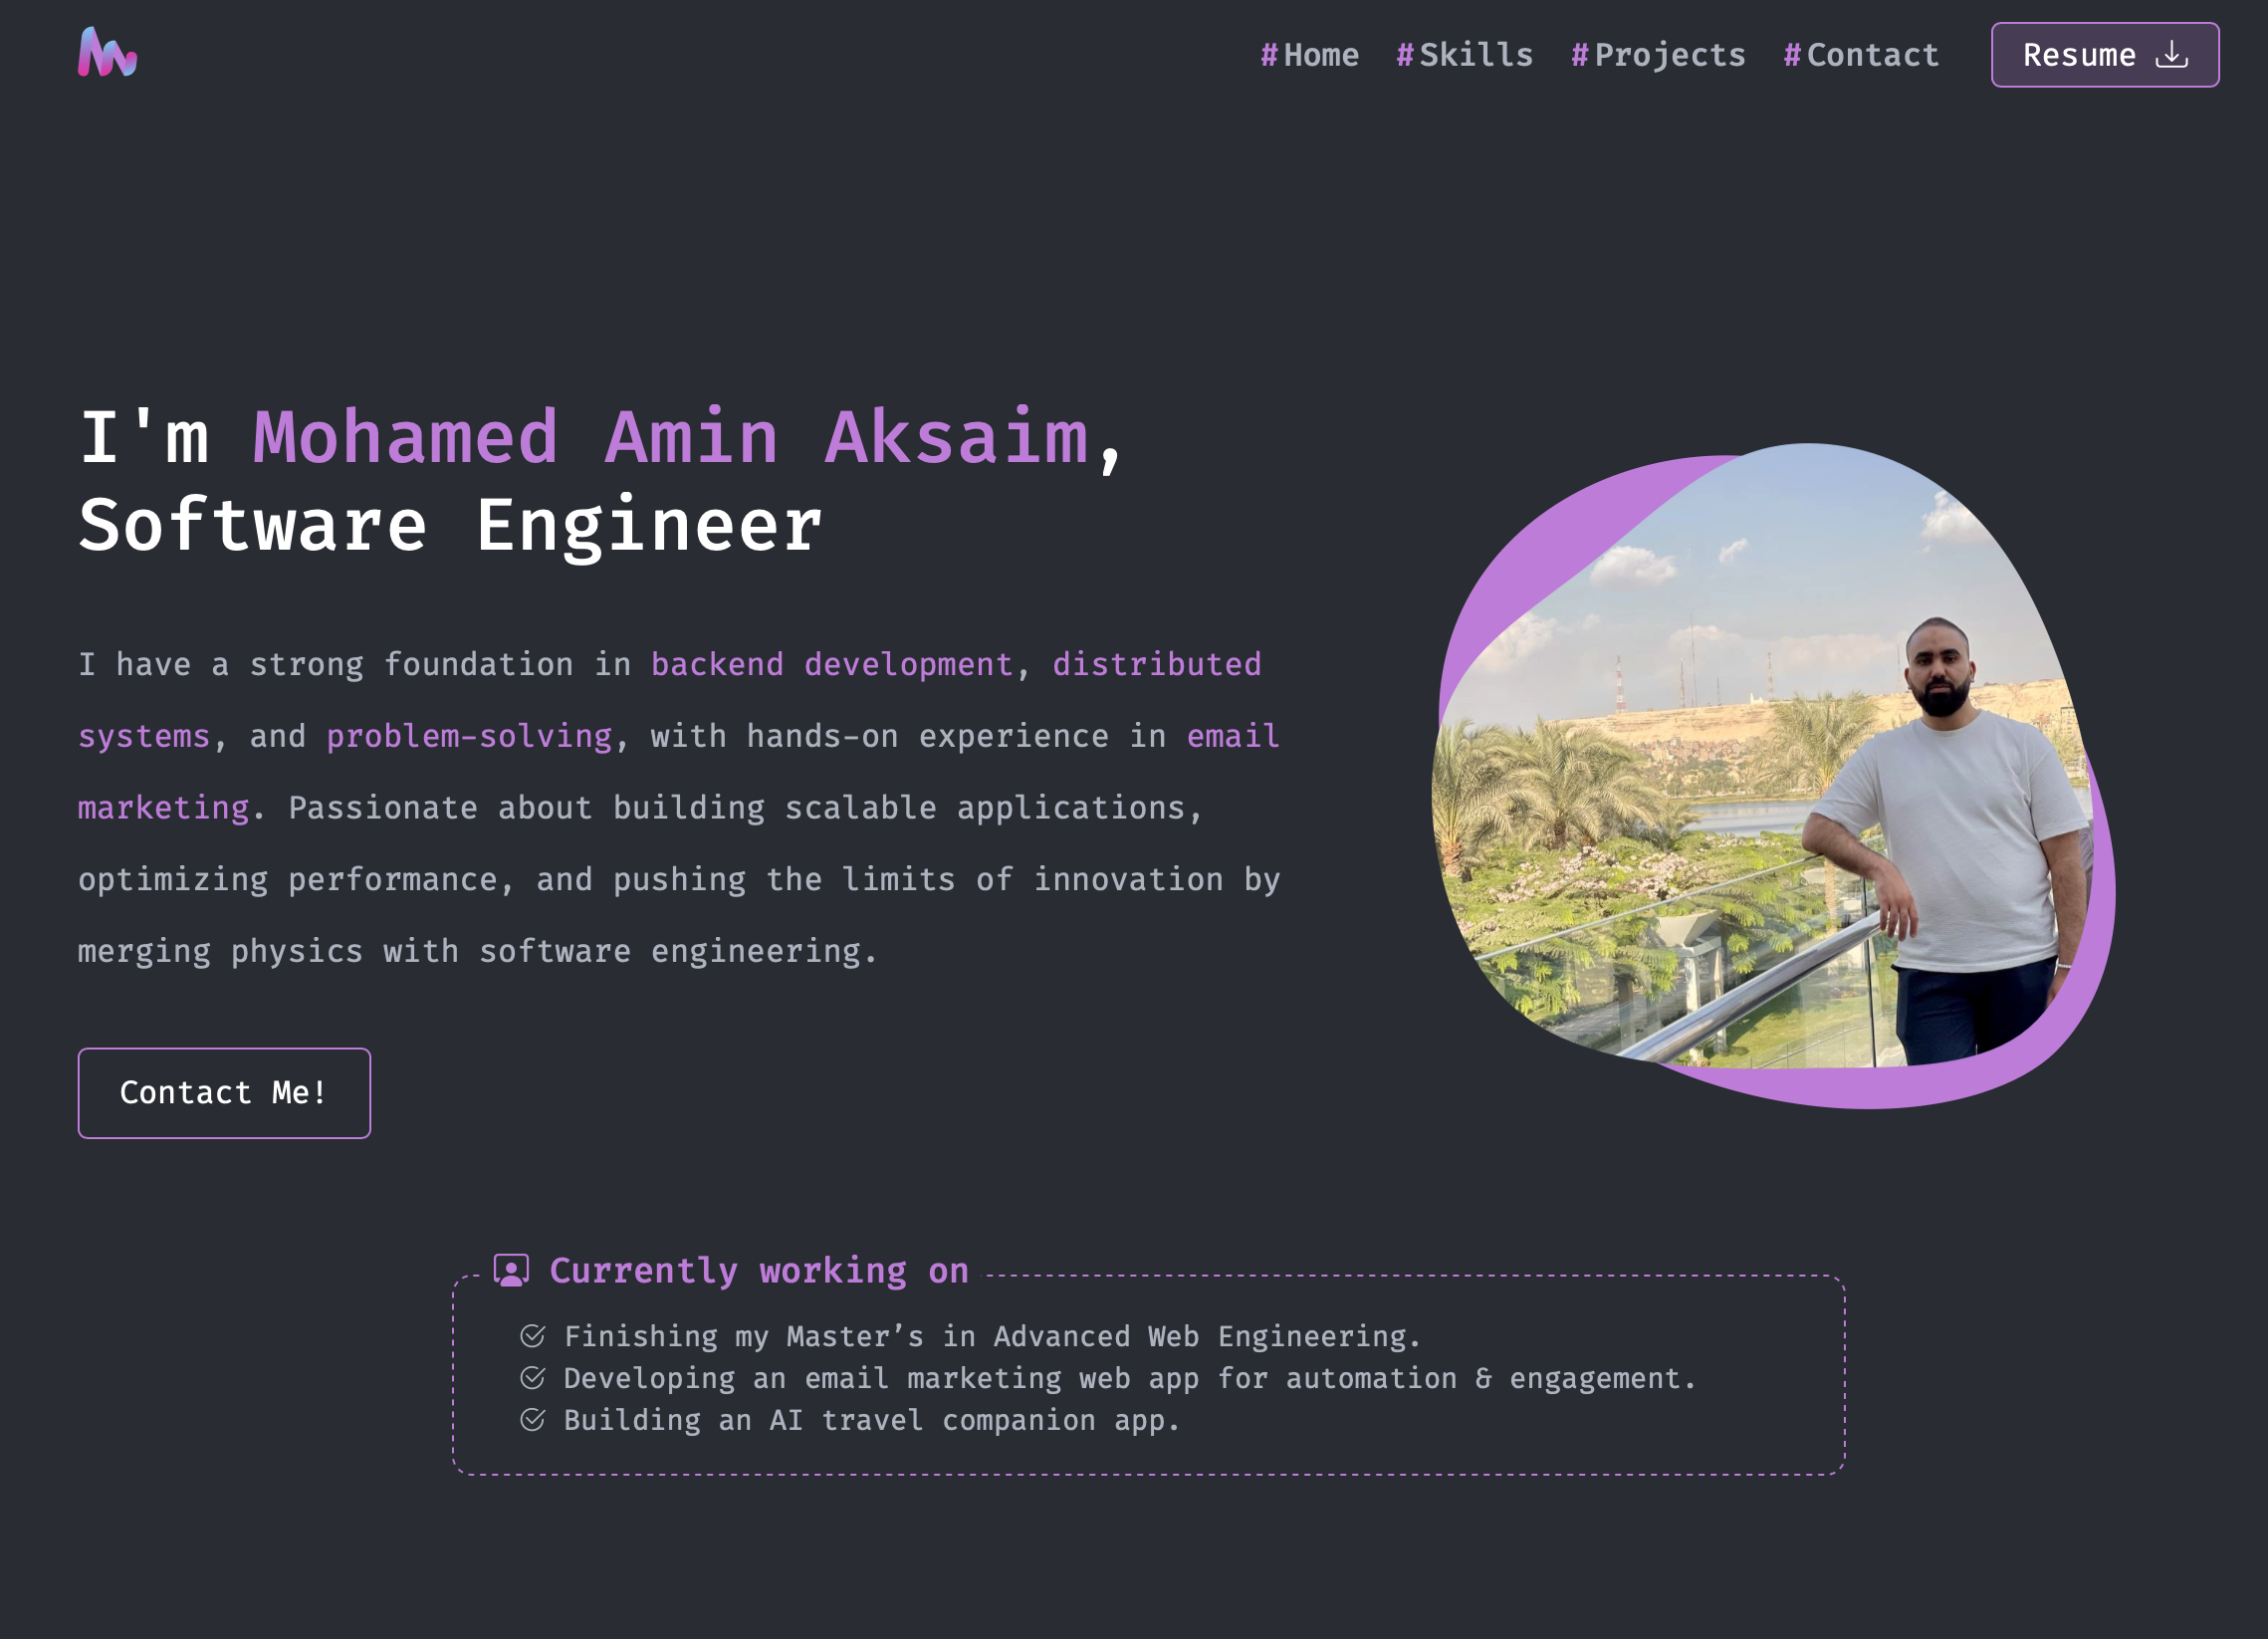 #Home #Skills #Projects #Contact Resume
I'm Mohamed Amin Aksaim,
Software Engineer
I have a strong foundation in backend development, distributed
systems, and problem-solving, with hands-on experience in email
marketing. Passionate about building scalable applications,
optimizing performance, and pushing the limits of innovation by
merging physics with software engineering.
Contact Me!
Currently working on
Finishing my Master’s in Advanced Web Engineering.
Developing an email marketing web app for automation & engagement.
Building an AI travel companion app.